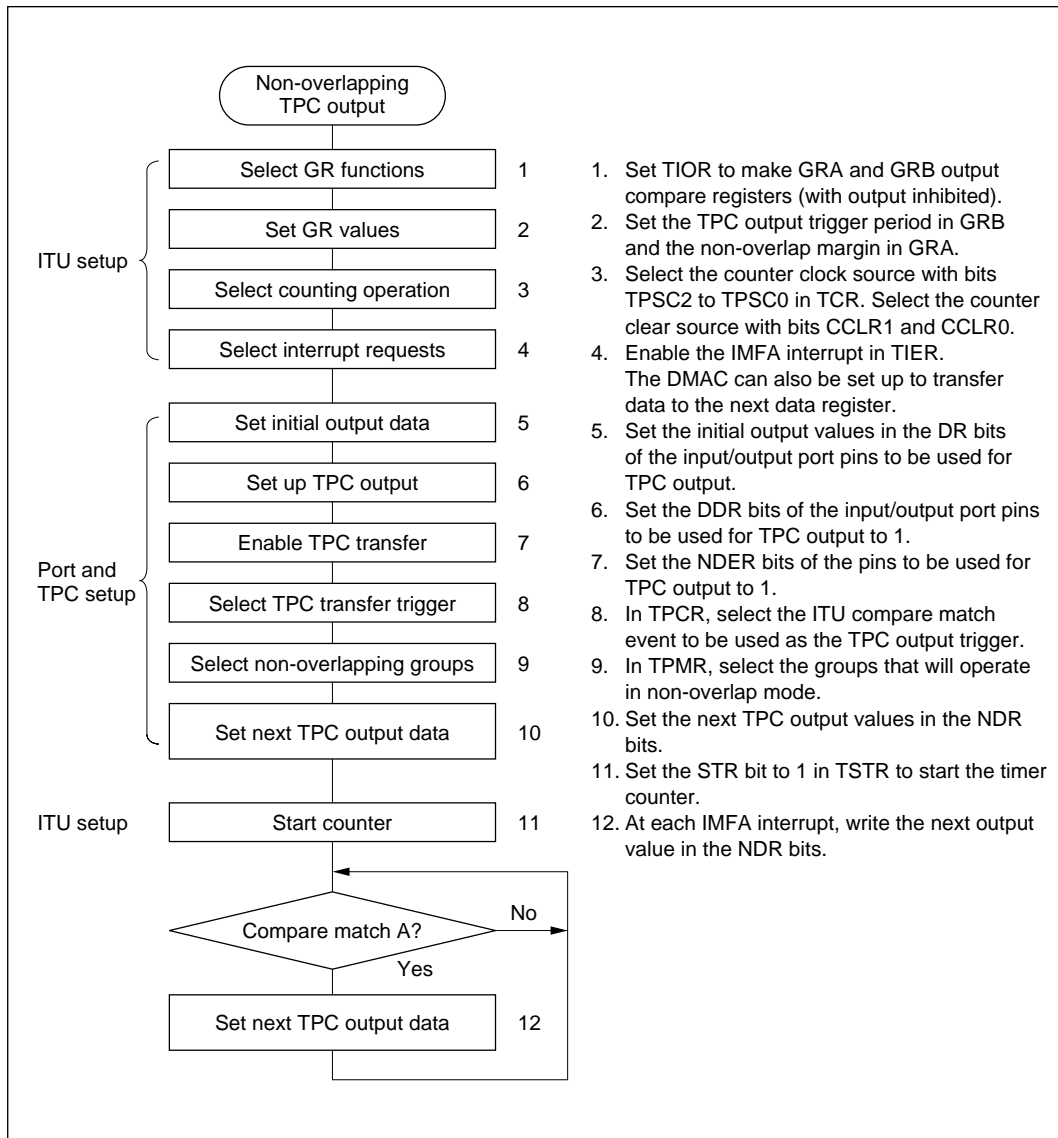 Non-overlapping
TPC output
ITU setup
Select GR functions
1
Set GR values
2
Select counting operation
3
Select interrupt requests
4
Port and
TPC setup
Set initial output data
5
Set up TPC output
6
Enable TPC transfer
7
Select TPC transfer trigger
8
Select non-overlapping groups
9
Set next TPC output data
10
ITU setup
Start counter
11
Compare match A?
No
Yes
Set next TPC output data
12
1. Set TIOR to make GRA and GRB output
compare registers (with output inhibited).
2. Set the TPC output trigger period in GRB
and the non-overlap margin in GRA.
3. Select the counter clock source with bits
TPSC2 to TPSC0 in TCR. Select the counter
clear source with bits CCLR1 and CCLR0.
4. Enable the IMFA interrupt in TIER.
The DMAC can also be set up to transfer
data to the next data register.
5. Set the initial output values in the DR bits
of the input/output port pins to be used for
TPC output.
6. Set the DDR bits of the input/output port pins
to be used for TPC output to 1.
7. Set the NDER bits of the pins to be used for
TPC output to 1.
8. In TPCR, select the ITU compare match
event to be used as the TPC output trigger.
9. In TPMR, select the groups that will operate
in non-overlap mode.
10. Set the next TPC output values in the NDR
bits.
11. Set the STR bit to 1 in TSTR to start the timer
counter.
12. At each IMFA interrupt, write the next output
value in the NDR bits.